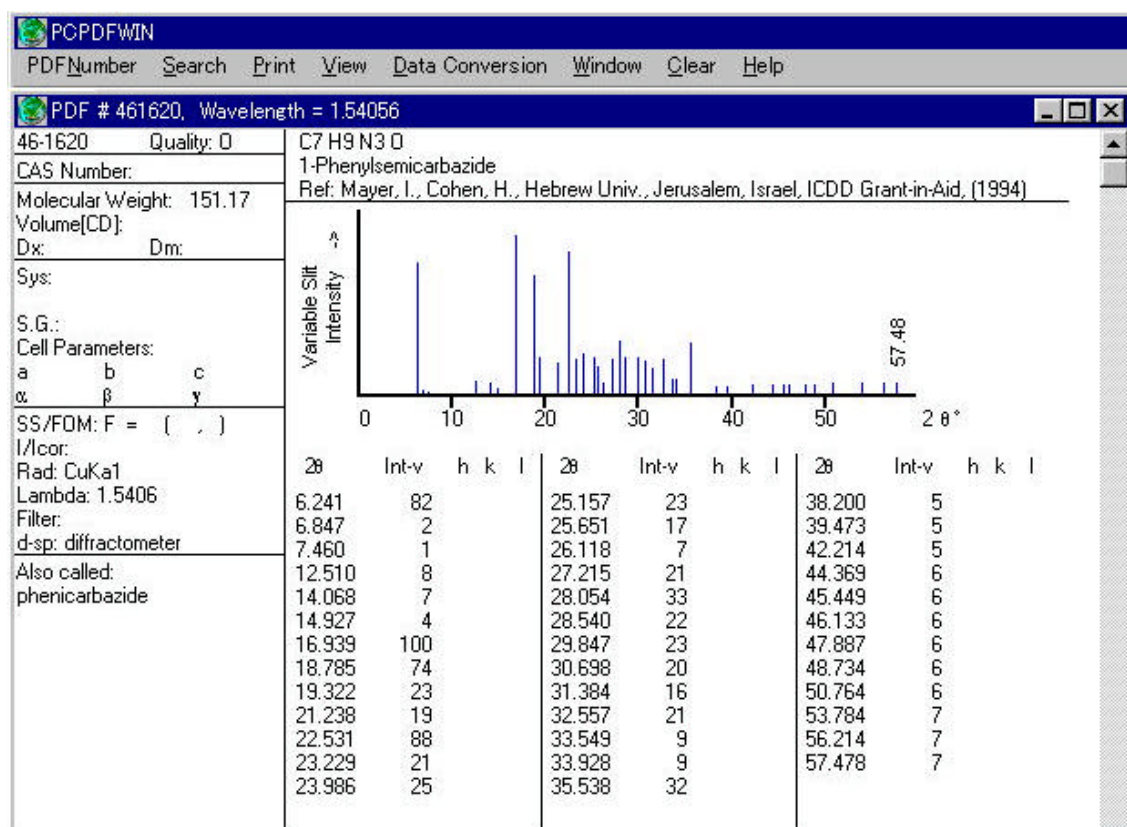 PCPDFWIN
PDFNumber Search Print View Data Conversion Window Clear Help
PDF # 461620, Wavelength = 1.54056
46-1620 Quality: O
CAS Number:
Molecular Weight: 151.17
Volume[CD]:
Dx: Dm:
Sys:
S.G.:
Cell Parameters:
a b c
α β γ
SS/FOM: F = ( , )
I/Icor:
Rad: CuKa1
Lambda: 1.5406
Filter:
d-sp: diffractometer
Also called:
phenicarbazide
C7 H9 N3 O
1-Phenylsemicarbazide
Ref: Mayer, I., Cohen, H., Hebrew Univ., Jerusalem, Israel, ICDD Grant-in-Aid, (1994)
Variable Slit
Intensity ->
57.48
0 10 20 30 40 50 2 θ °
2θ Int-v h k l 2θ Int-v h k l 2θ Int-v h k l
6.241 82 25.157 23 38.200 5
6.847 2 25.651 17 39.473 5
7.460 1 26.118 7 42.214 5
12.510 8 27.215 21 44.369 6
14.068 7 28.054 33 45.449 6
14.927 4 28.540 22 46.133 6
16.939 100 29.847 23 47.887 6
18.785 74 30.698 20 48.734 6
19.322 23 31.384 16 50.764 6
21.238 19 32.557 21 53.784 7
22.531 88 33.549 9 56.214 7
23.229 21 33.928 9 57.478 7
23.986 25 35.538 32